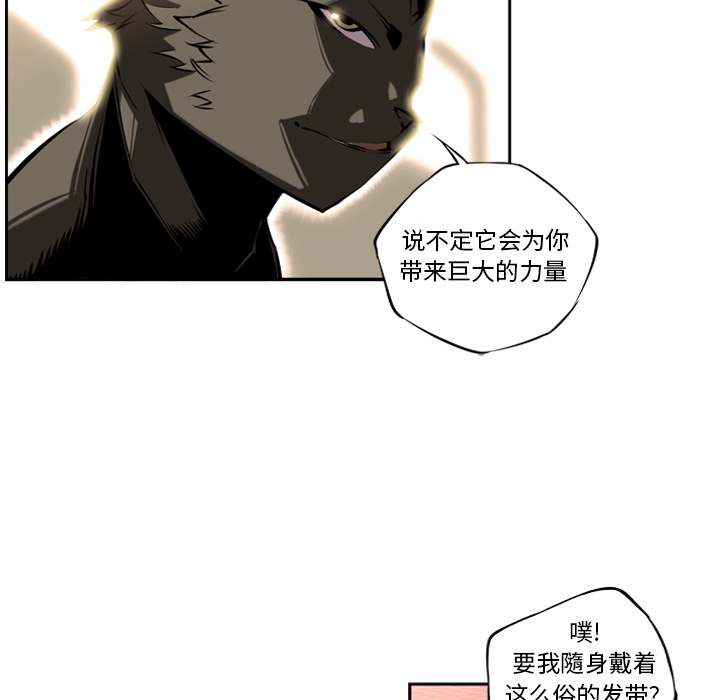 说不定它会为你
带来巨大的力量
噗!
要我隨身戴着
这么俗的发带?